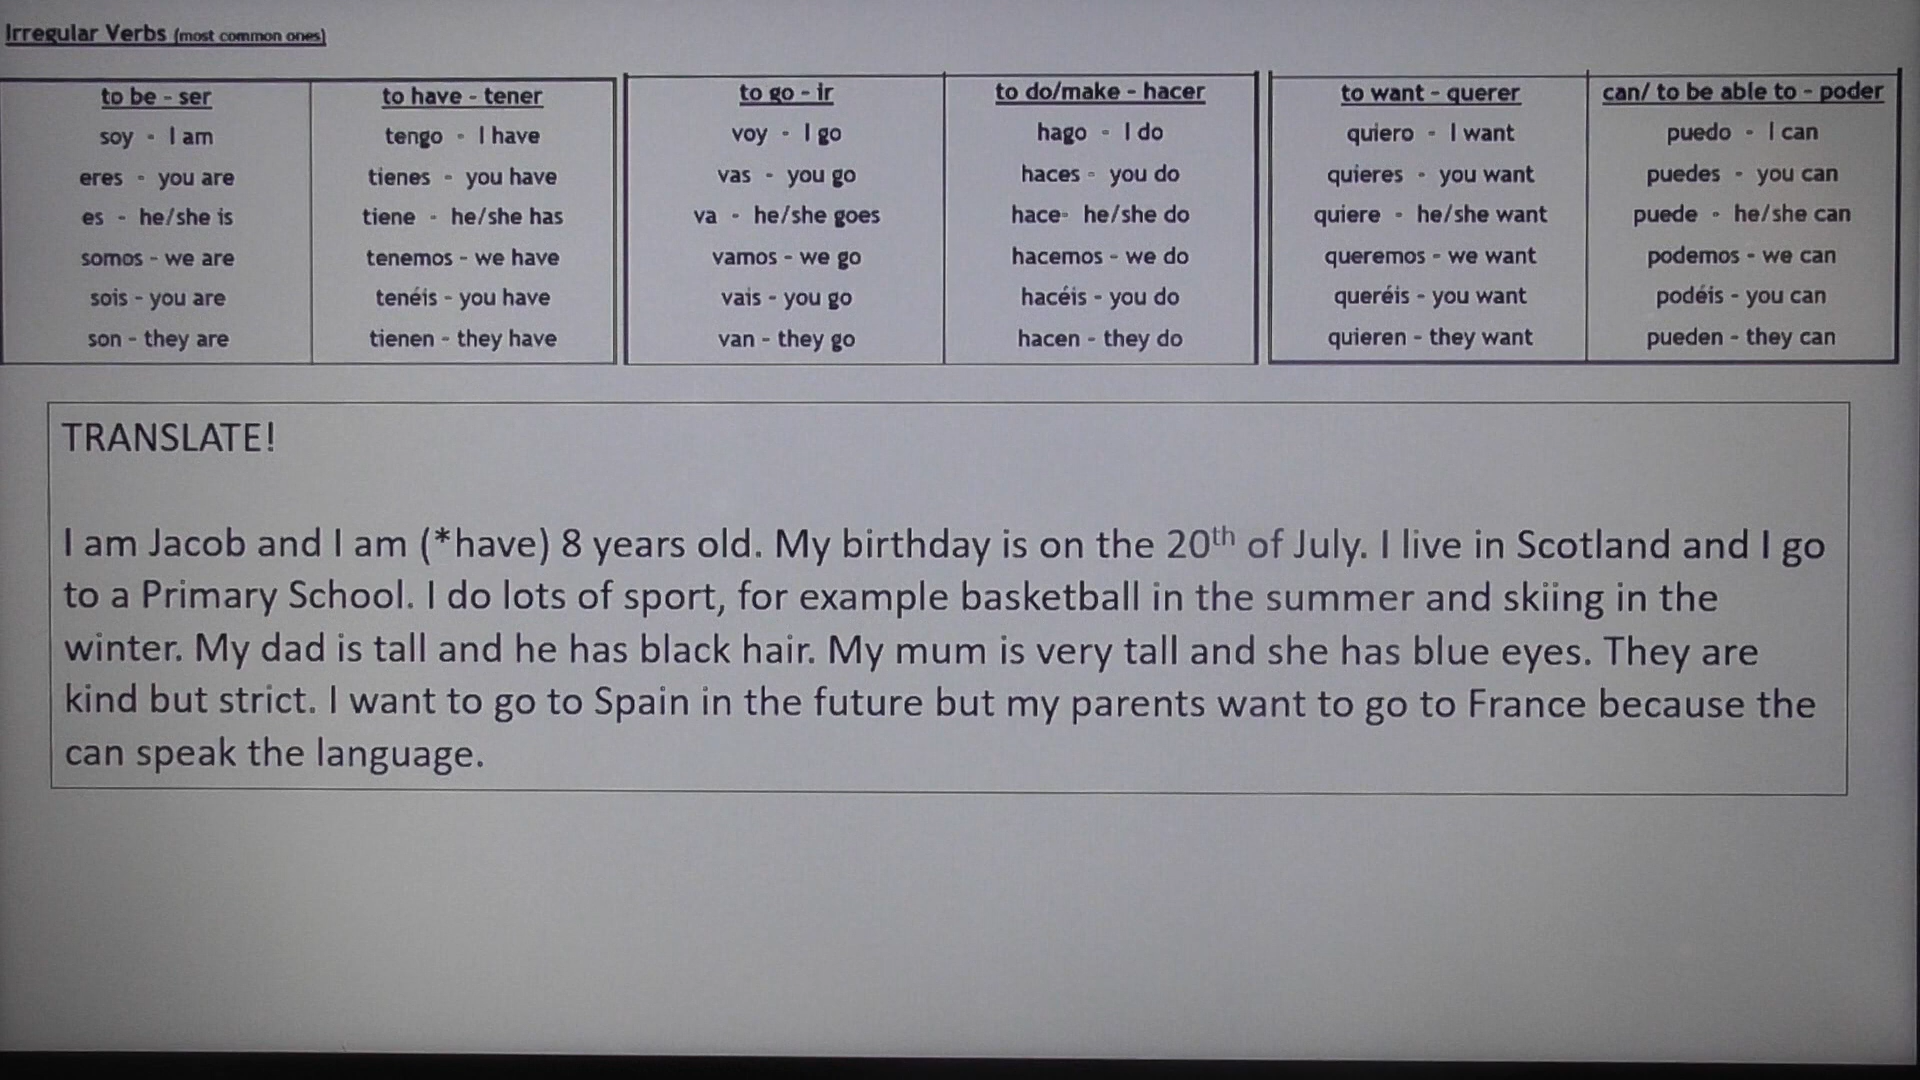 Irregular Verbs (most common ones)
to be - ser
soy - I am
eres - you are
es - he/she is
somos - we are
sois - you are
son - they are
to have - tener
tengo - I have
tienes - you have
tiene - he/she has
tenemos - we have
tenéis - you have
tienen - they have
to go - ir
voy - I go
vas - you go
va - he/she goes
vamos - we go
vais - you go
van - they go
to do/make - hacer
hago - I do
haces - you do
hace- he/she do
hacemos - we do
hacéis - you do
hacen - they do
to want - querer
quiero - I want
quieres - you want
quiere - he/she want
queremos - we want
queréis - you want
quieren - they want
can/ to be able to - poder
puedo - I can
puedes - you can
puede - he/she can
podemos - we can
podéis - you can
pueden - they can
TRANSLATE!
I am Jacob and I am (*have) 8 years old. My birthday is on the 20th of July. I live in Scotland and I go
to a Primary School. I do lots of sport, for example basketball in the summer and skiing in the
winter. My dad is tall and he has black hair. My mum is very tall and she has blue eyes. They are
kind but strict. I want to go to Spain in the future but my parents want to go to France because the
can speak the language.